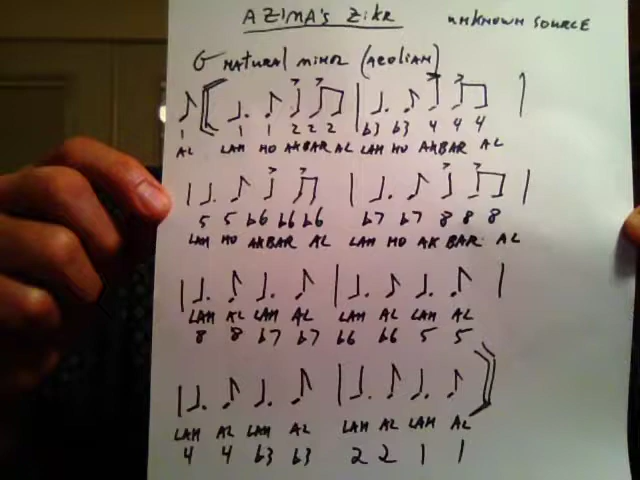 AZIMA'S ZIKR UNKNOWN SOURCE
G NATURAL MINOR (AEOLIAN)
1 1 1 2 2 2 b3 b3 4 4 4
AL LAH HO AKBAR AL LAH HU AKBAR AL
5 5 b6 b6 b6 b7 b7 8 8 8
LAH HO AKBAR AL LAH HO AK BAR AL
LAH AL LAH AL LAH AL LAH AL
8 8 b7 b7 b6 b6 5 5
LAH AL LAH AL LAH AL LAH AL
4 4 b3 b3 2 2 1 1